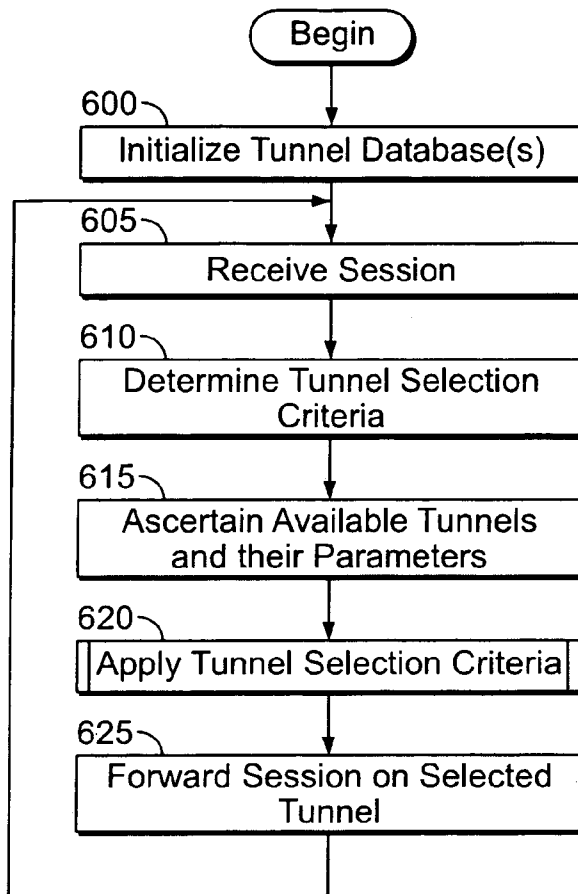 Begin
600
Initialize Tunnel Database(s)
605
Receive Session
610
Determine Tunnel Selection
Criteria
615
Ascertain Available Tunnels
and their Parameters
620
Apply Tunnel Selection Criteria
625
Forward Session on Selected
Tunnel